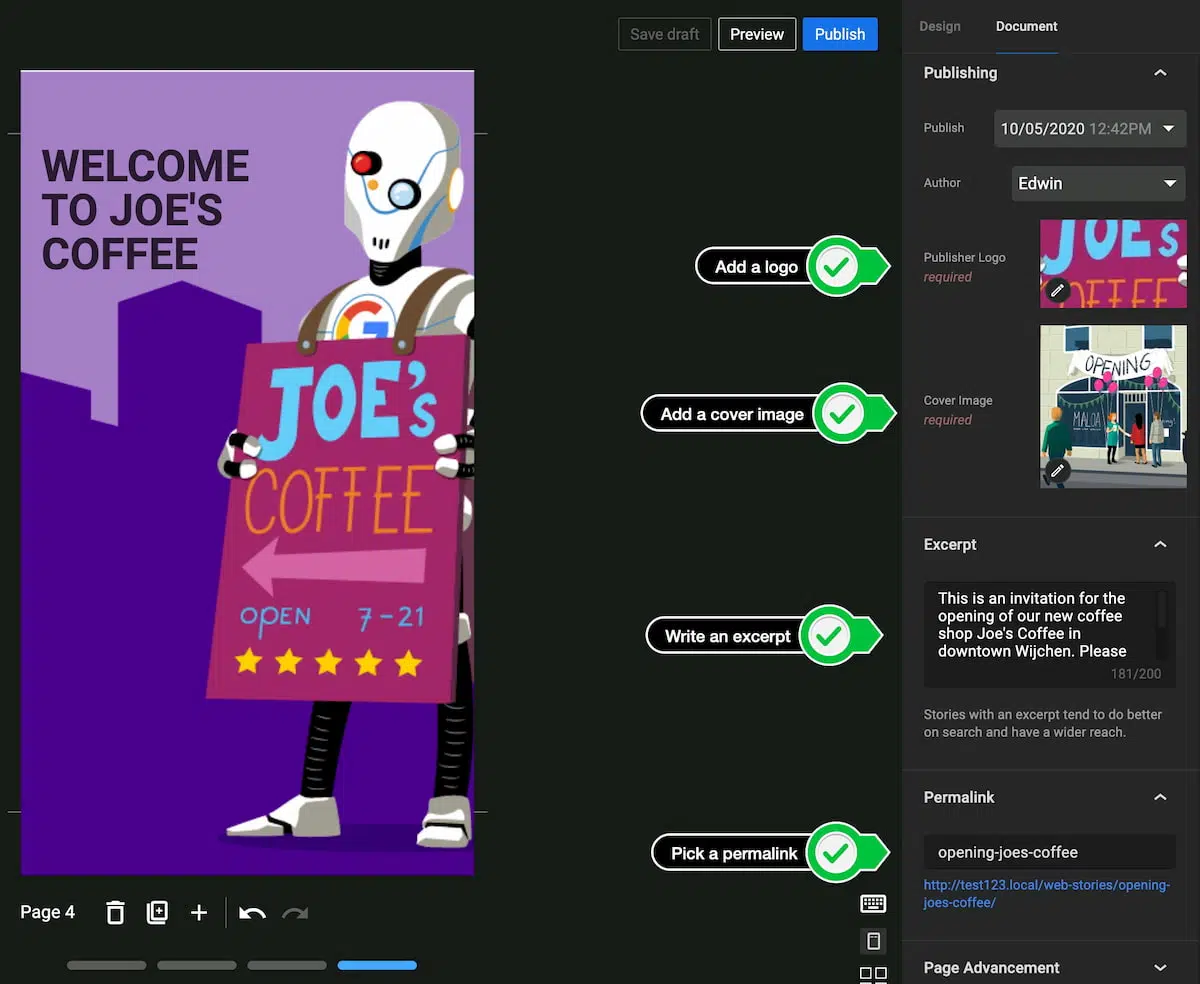 Save draft
Preview
Publish
Design
Document
Publishing
Publish
10/05/2020 12:42PM
Author
Edwin
Publisher Logo
required
JOE's
COFFEE
Cover Image
required
OPENING
MALOA
Excerpt
This is an invitation for the
opening of our new coffee
shop Joe's Coffee in
downtown Wijchen. Please
181/200
Stories with an excerpt tend to do better
on search and have a wider reach.
Permalink
opening-joes-coffee
http://test123.local/web-stories/opening-
joes-coffee/
Page Advancement
WELCOME
TO JOE'S
COFFEE
G
JOE's
COFFEE
OPEN 7-21
Add a logo
Add a cover image
Write an excerpt
Pick a permalink
Page 4